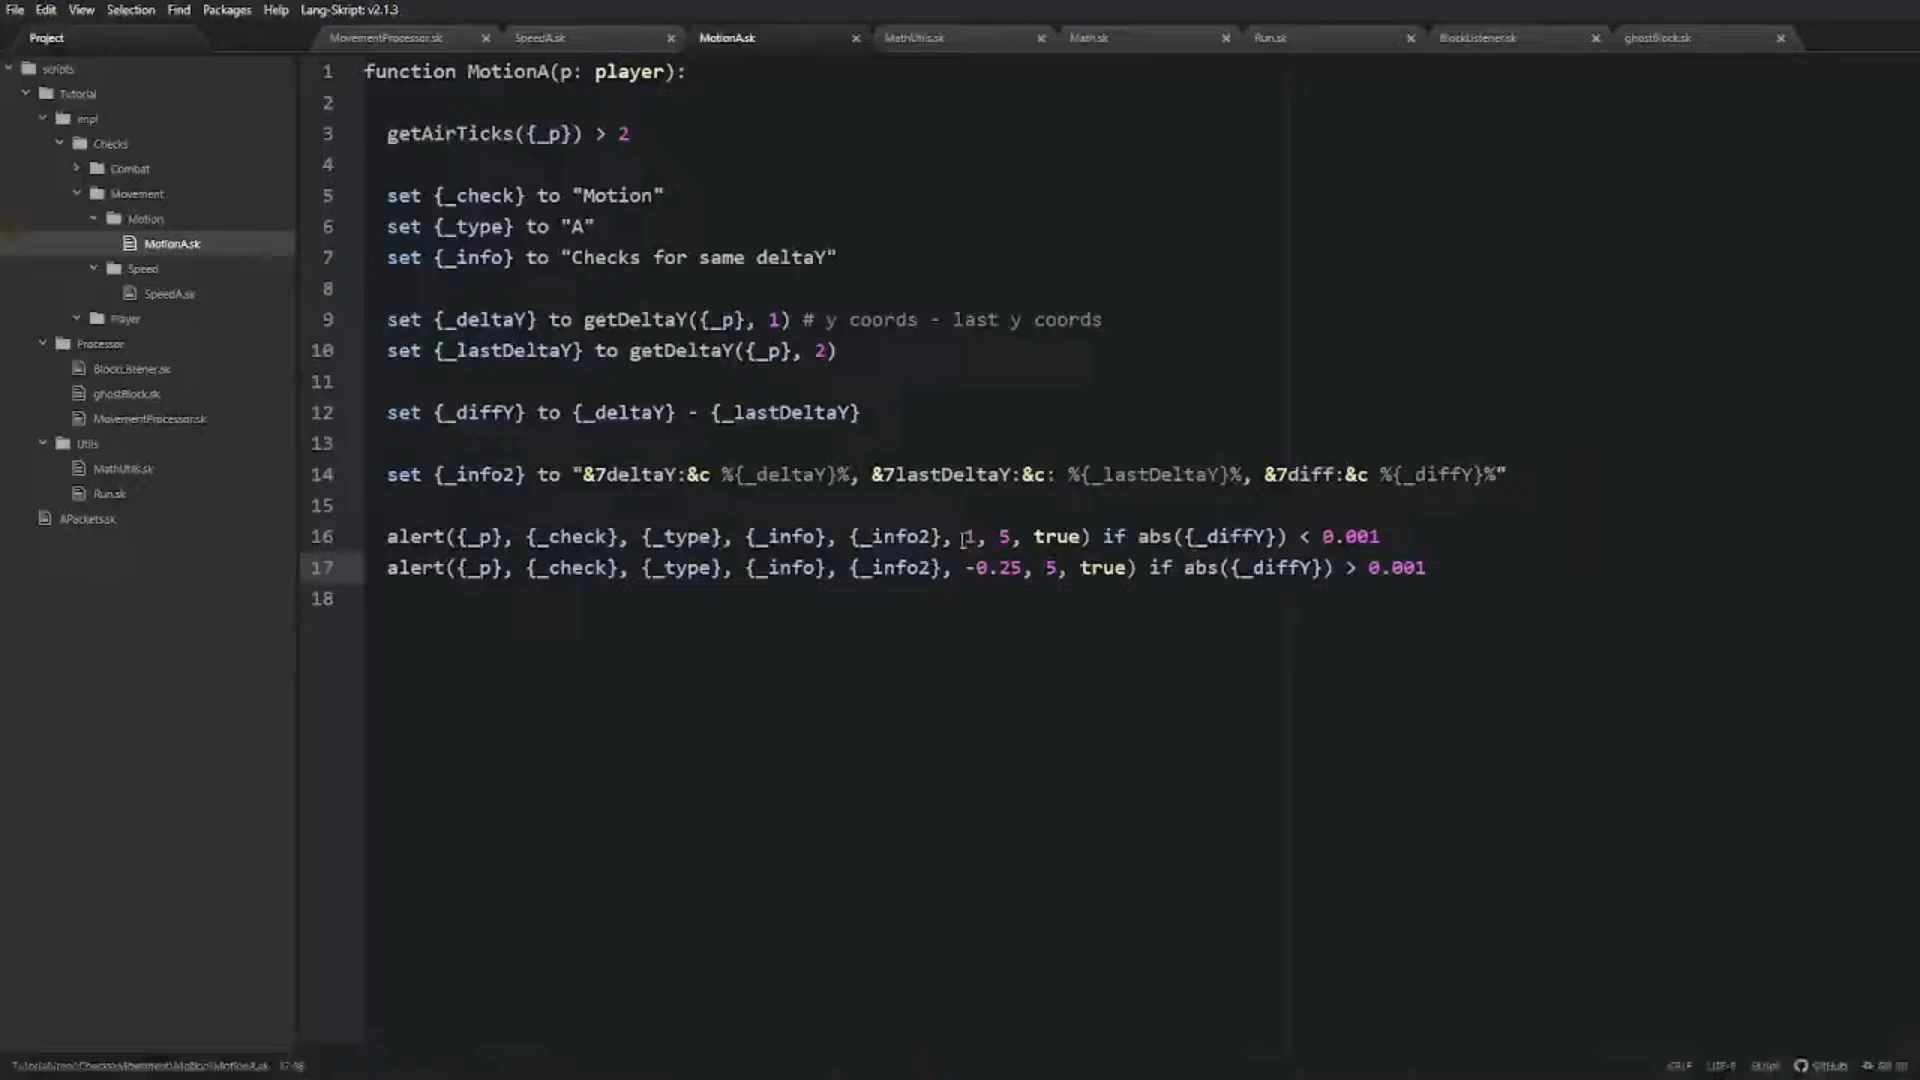 File Edit View Selection Find Packages Help Lang-Skript: v2.1.3
Project
MovementProcessor.sk
SpeedA.sk
MotionA.sk
MathUtils.sk
Math.sk
Run.sk
BlockListener.sk
ghostBlock.sk
scripts
Tutorial
impl
Checks
Combat
Movement
Motion
MotionA.sk
Speed
SpeedA.sk
Player
Processor
BlockListener.sk
ghostBlock.sk
MovementProcessor.sk
Utils
MathUtils.sk
Run.sk
APackets.sk
1 function MotionA(p: player):
2
3 getAirTicks({_p}) > 2
4
5 set {_check} to "Motion"
6 set {_type} to "A"
7 set {_info} to "Checks for same deltaY"
8
9 set {_deltaY} to getDeltaY({_p}, 1) # y coords - last y coords
10 set {_lastDeltaY} to getDeltaY({_p}, 2)
11
12 set {_diffY} to {_deltaY} - {_lastDeltaY}
13
14 set {_info2} to "&7deltaY:&c %{_deltaY}%, &7lastDeltaY:&c: %{_lastDeltaY}%, &7diff:&c %{_diffY}%"
15
16 alert({_p}, {_check}, {_type}, {_info}, {_info2}, 1, 5, true) if abs({_diffY}) < 0.001
17 alert({_p}, {_check}, {_type}, {_info}, {_info2}, -0.25, 5, true) if abs({_diffY}) > 0.001
18
CRLF UTF-8 Skript GitHub